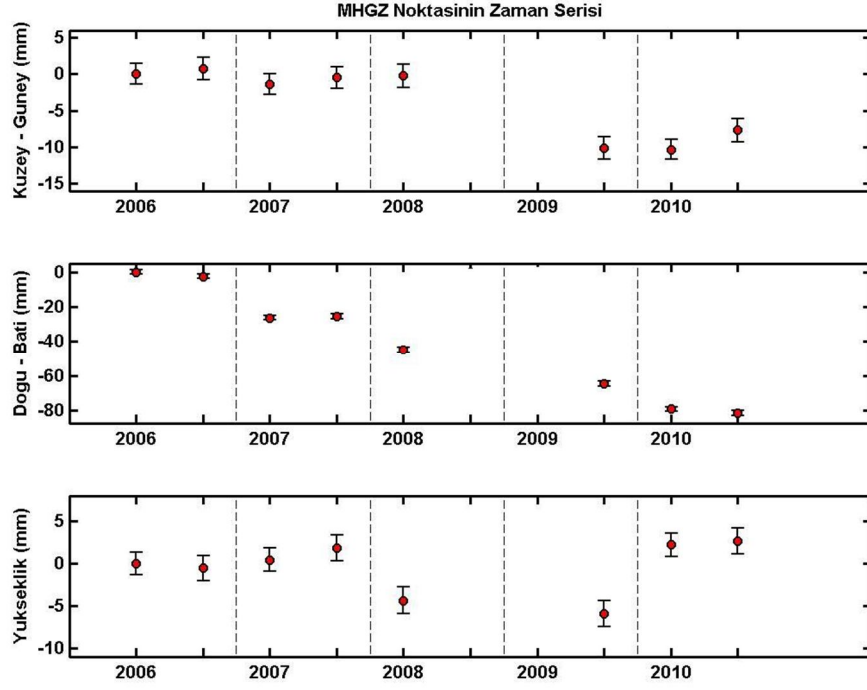 MHGZ Noktasinin Zaman Serisi
Kuzey - Guney (mm)
5
0
-5
-10
-15
2006 2007 2008 2009 2010
Dogu - Bati (mm)
0
-20
-40
-60
-80
2006 2007 2008 2009 2010
Yukseklik (mm)
5
0
-5
-10
2006 2007 2008 2009 2010